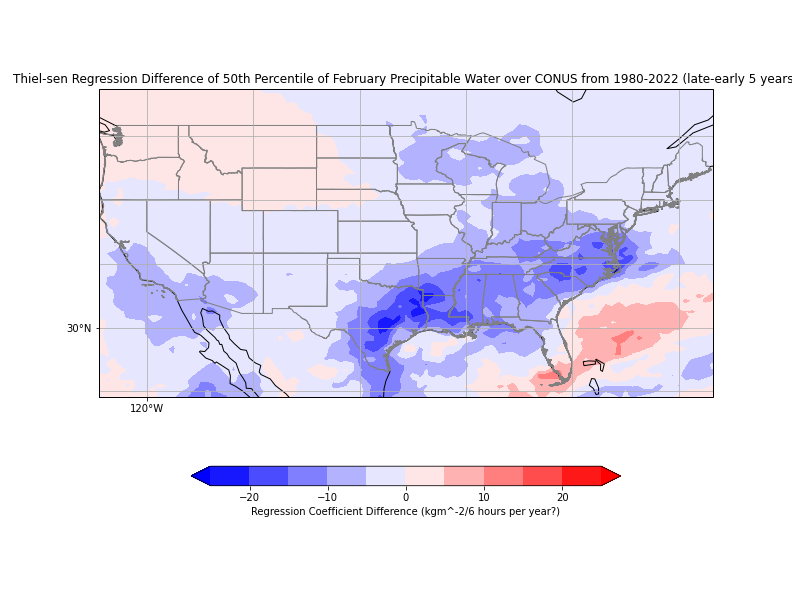 Thiel-sen Regression Difference of 50th Percentile of February Precipitable Water over CONUS from 1980-2022 (late-early 5 years
30°N
120°W
−20 −10 0 10 20
Regression Coefficient Difference (kgm^-2/6 hours per year?)